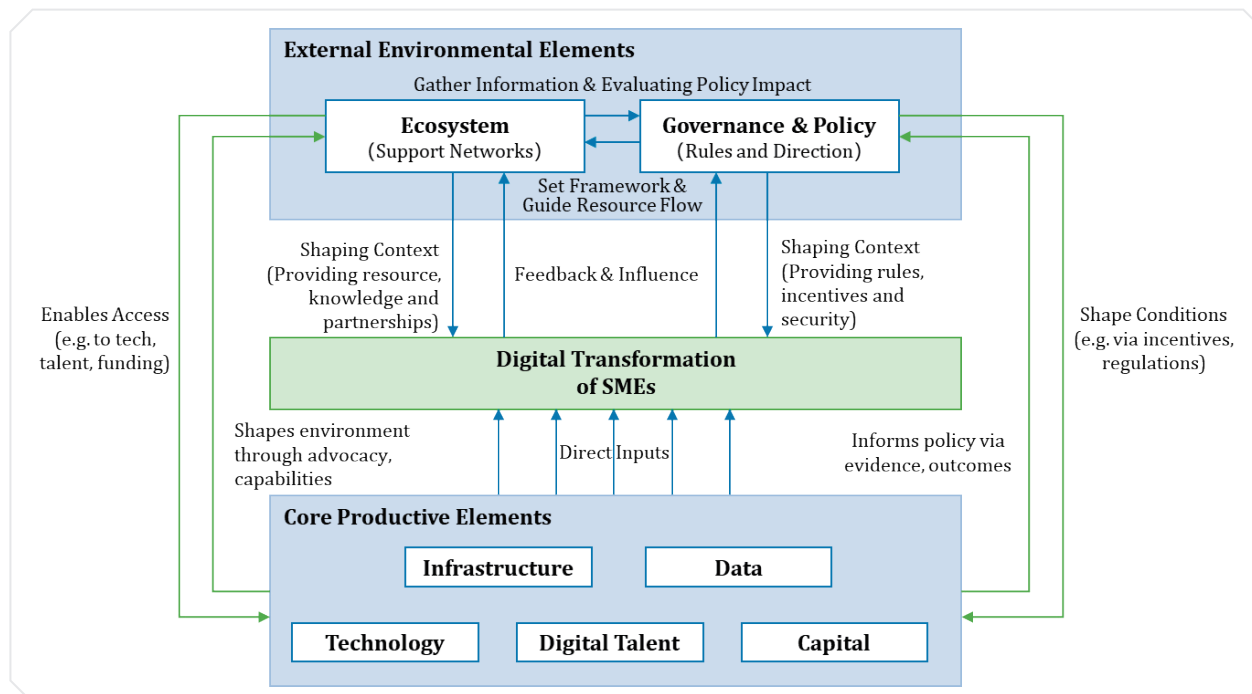 External Environmental Elements
Gather Information & Evaluating Policy Impact
Ecosystem
(Support Networks)
Governance & Policy
(Rules and Direction)
Set Framework &
Guide Resource Flow
Shaping Context
(Providing resource,
knowledge and
partnerships)
Feedback & Influence
Shaping Context
(Providing rules,
incentives and
security)
Enables Access
(e.g. to tech,
talent, funding)
Shape Conditions
(e.g. via incentives,
regulations)
Digital Transformation
of SMEs
Shapes environment
through advocacy,
capabilities
Direct Inputs
Informs policy via
evidence, outcomes
Core Productive Elements
Infrastructure
Data
Technology
Digital Talent
Capital